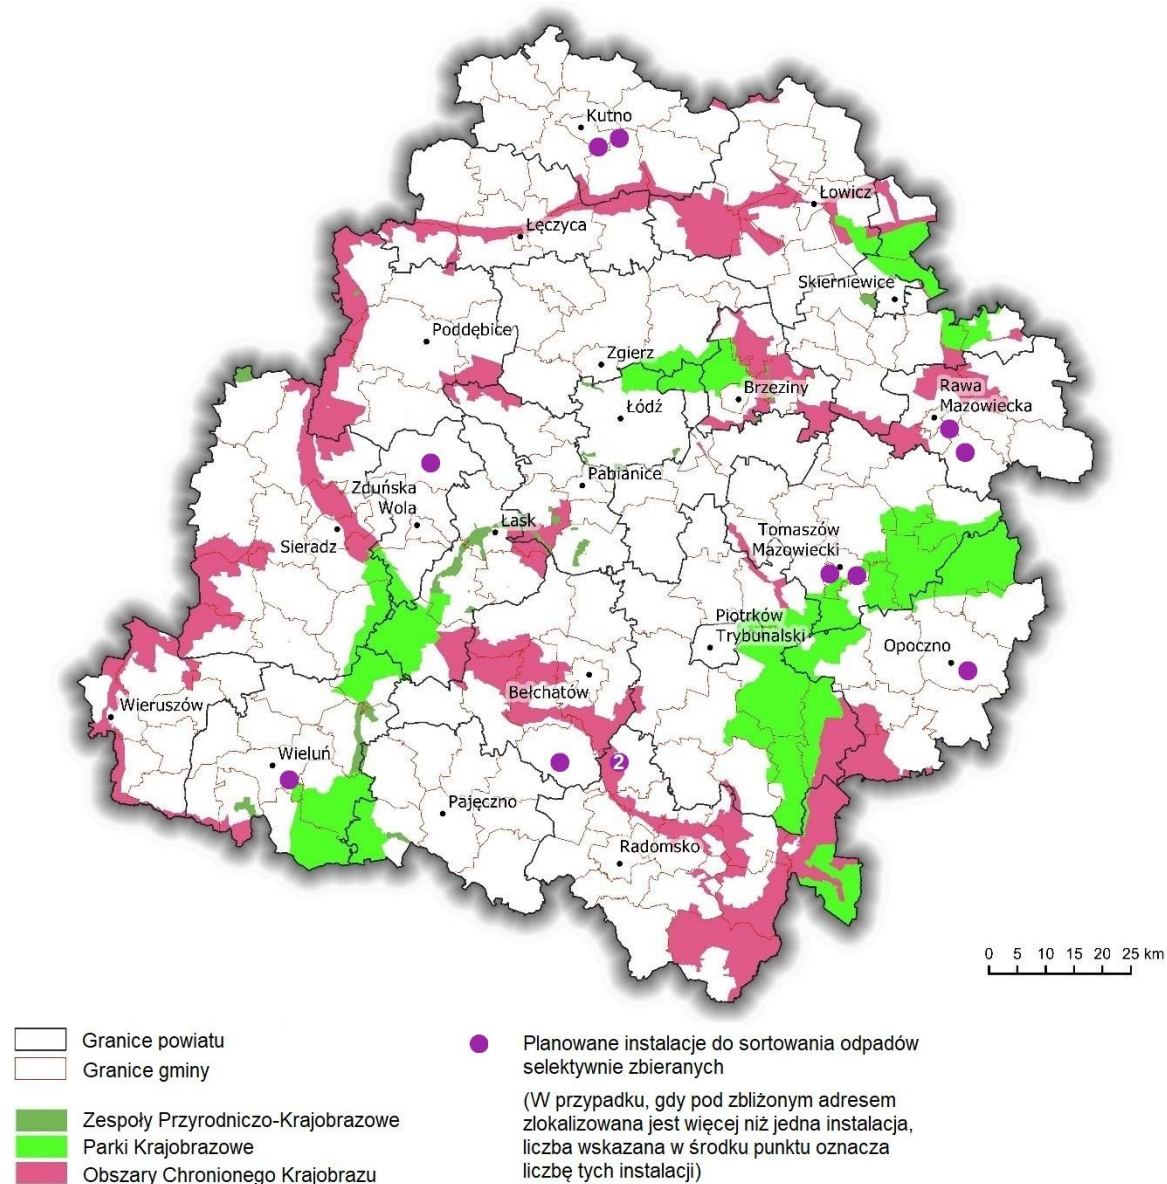 Kutno
Łowicz
Łęczyca
Skierniewice
Poddębice
Zgierz
Brzeziny
Rawa
Mazowiecka
Łódź
Pabianice
Zduńska
Wola
Łask
Sieradz
Tomaszów
Mazowiecki
Piotrków
Trybunalski
Opoczno
Bełchatów
Wieruszów
Wieluń
2
Pajęczno
Radomsko
0 5 10 15 20 25 km
Granice powiatu
Granice gminy
Zespoły Przyrodniczo-Krajobrazowe
Parki Krajobrazowe
Obszary Chronionego Krajobrazu
Planowane instalacje do sortowania odpadów
selektywnie zbieranych
(W przypadku, gdy pod zbliżonym adresem
zlokalizowana jest więcej niż jedna instalacja,
liczba wskazana w środku punktu oznacza
liczbę tych instalacji)